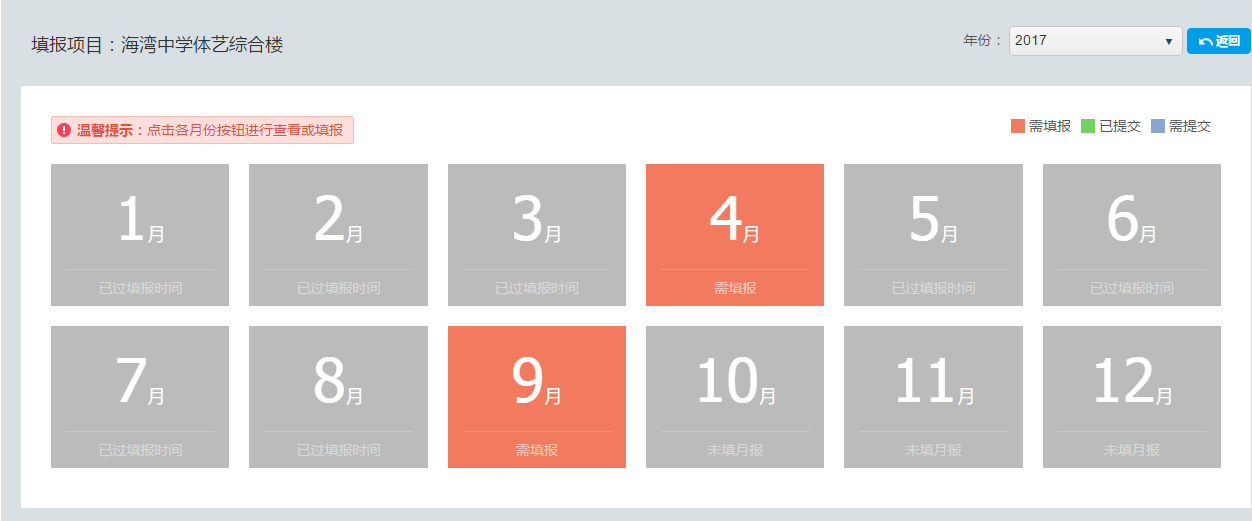 填报项目：海湾中学体艺综合楼
年份： 2017 返回
温馨提示：点击各月份按钮进行查看或填报
需填报 已提交 需提交
1月 2月 3月 4月 5月 6月
已过填报时间 已过填报时间 已过填报时间 需填报 已过填报时间 已过填报时间
7月 8月 9月 10月 11月 12月
已过填报时间 已过填报时间 需填报 未填月报 未填月报 未填月报